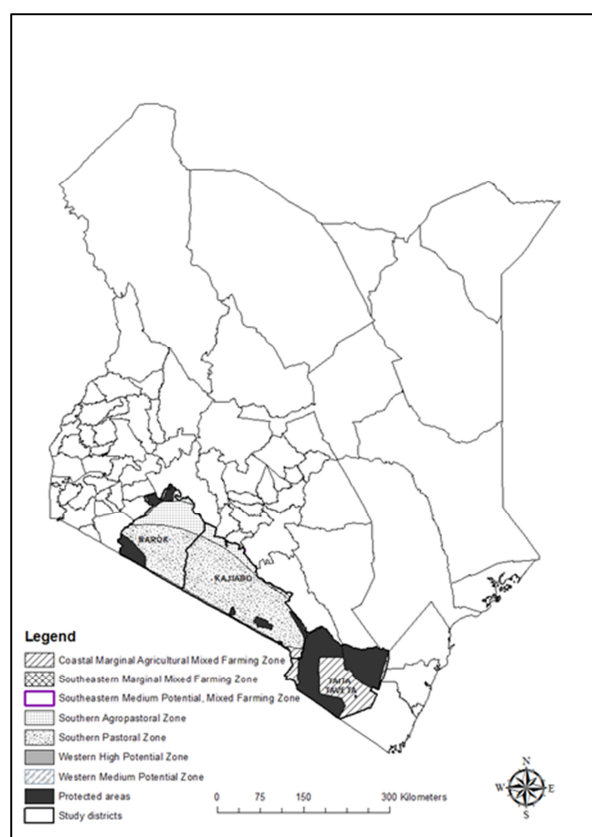 NAROK
KAJIADO
TAITA
TAVETA
Legend
Coastal Marginal Agricultural Mixed Farming Zone
Southeastern Marginal Mixed Farming Zone
Southeastern Medium Potential, Mixed Farming Zone
Southern Agropastoral Zone
Southern Pastoral Zone
Western High Potential Zone
Western Medium Potential Zone
Protected areas
Study districts
0 75 150 300 Kilometers
N
W E
S